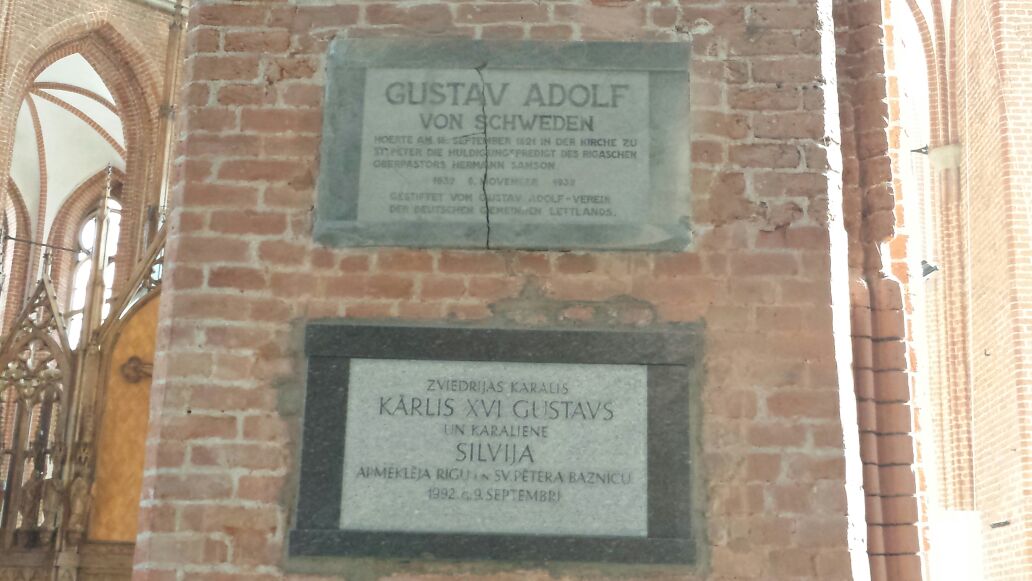 GUSTAV ADOLF
VON SCHWEDEN
HOERTE AM 16. SEPTEMBER 1621 IN DER KIRCHE ZU
ST. PETER DIE HULDIGUNGSPREDIGT DES RIGASCHEN
OBERPASTORS HERMANN SAMSON
1632 6. NOVEMBER 1932
GESTIFTET VOM GUSTAV ADOLF-VEREIN
DER DEUTSCHEN GEMEINDEN LETTLANDS.
ZVIEDRIJAS KARALIS
KĀRLIS XVI GUSTAVS
UN KARALIENE
SILVIJA
APMEKLĒJA RĪGU UN SV. PĒTERA BAZNĪCU
1992. G. 9. SEPTEMBRĪ